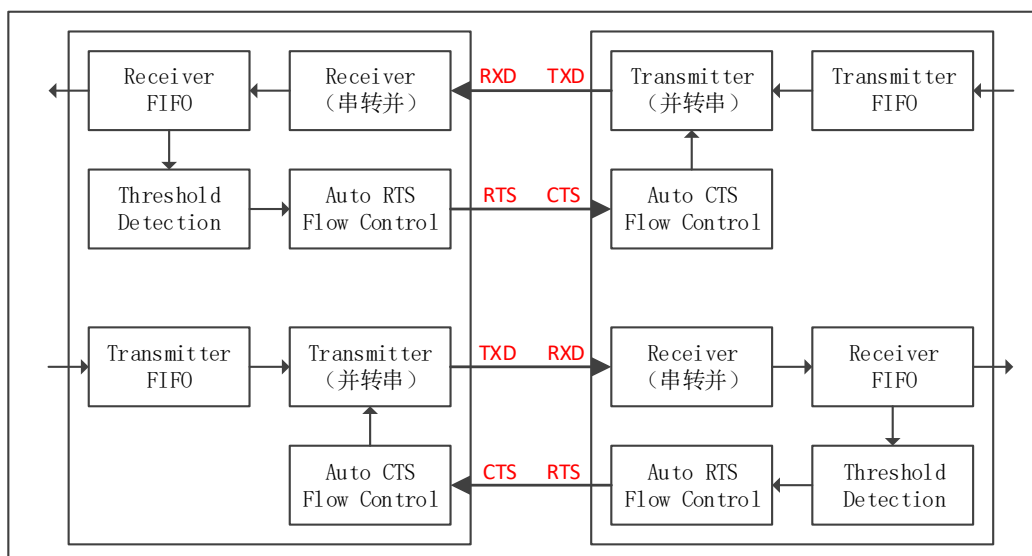 Receiver
FIFO
Receiver
（串转并）
RXD
TXD
Transmitter
（并转串）
Transmitter
FIFO
Threshold
Detection
Auto RTS
Flow Control
RTS
CTS
Auto CTS
Flow Control
Transmitter
FIFO
Transmitter
（并转串）
TXD
RXD
Receiver
（串转并）
Receiver
FIFO
Auto CTS
Flow Control
CTS
RTS
Auto RTS
Flow Control
Threshold
Detection